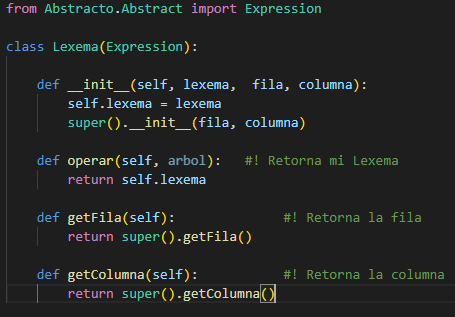 from Abstracto.Abstract import Expression
class Lexema(Expression):
def __init__(self, lexema,  fila, columna):
self.lexema = lexema
super().__init__(fila, columna)
def operar(self, arbol):   #! Retorna mi Lexema
return self.lexema
def getFila(self):              #! Retorna la fila
return super().getFila()
def getColumna(self):           #! Retorna la columna
return super().getColumna()